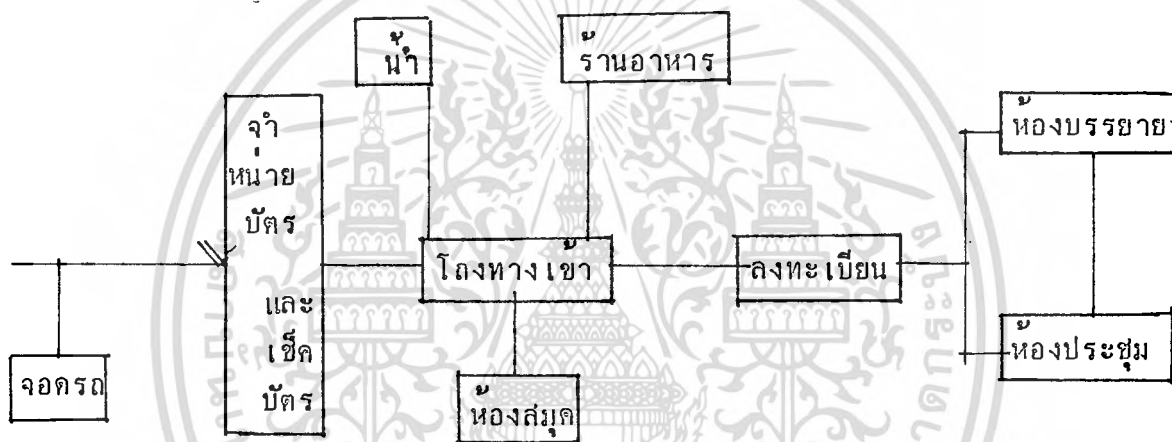 น้ำ
ร้านอาหาร
จำ
หน่าย
บัตร
และ
เช็ค
บัตร
โถงทางเข้า
ลงทะเบียน
ห้องบรรยาย
ห้องประชุม
จอดรถ
ห้องสมุด